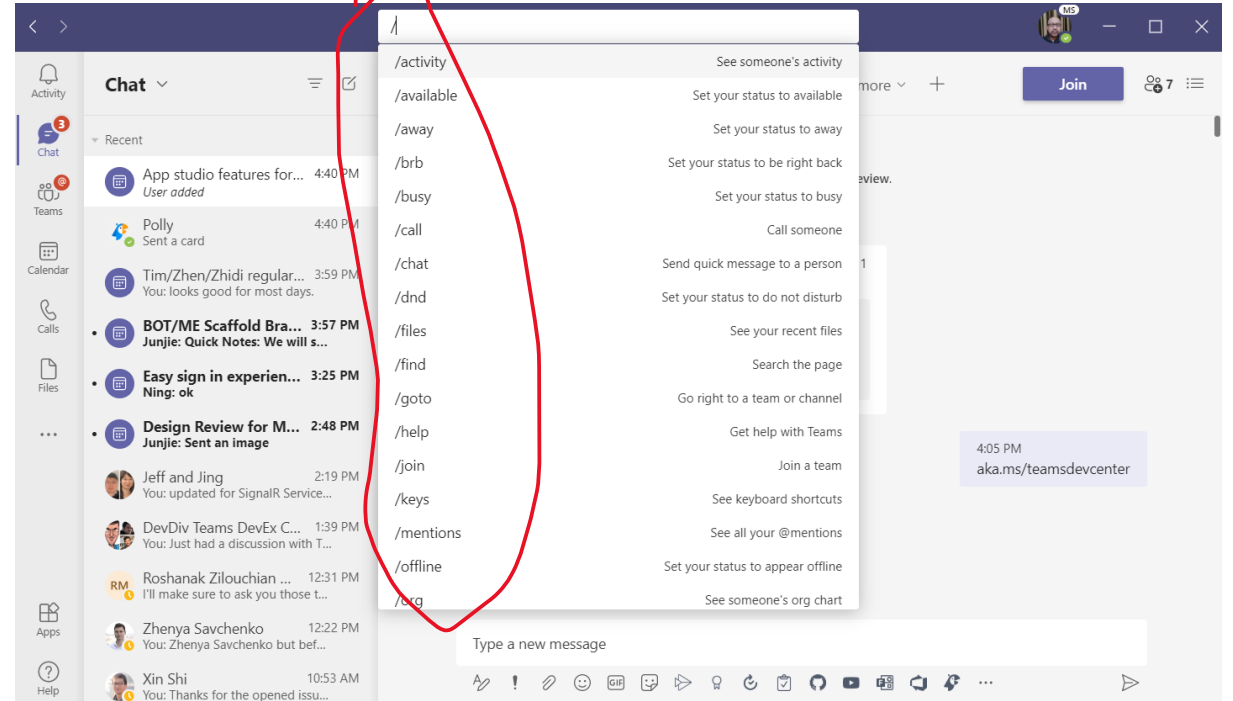 /
MS
Activity
Chat
more
Join
7
3
Chat
Recent
App studio features for... 4:40 PM
User added
@
Teams
Polly 4:40 PM
Sent a card
Calendar
Tim/Zhen/Zhidi regular... 3:59 PM
You: looks good for most days.
Calls
BOT/ME Scaffold Bra... 3:57 PM
Junjie: Quick Notes: We will s...
Files
Easy sign in experien... 3:25 PM
Ning: ok
Design Review for M... 2:48 PM
Junjie: Sent an image
Jeff and Jing 2:19 PM
You: updated for SignalR Service...
DevDiv Teams DevEx C... 1:39 PM
You: Just had a discussion with T...
RM
Roshanak Zilouchian ... 12:31 PM
I'll make sure to ask you those t...
Apps
Zhenya Savchenko 12:22 PM
You: Zhenya Savchenko but bef...
Help
Xin Shi 10:53 AM
You: Thanks for the opened issu...
/activity See someone's activity
/available Set your status to available
/away Set your status to away
/brb Set your status to be right back
/busy Set your status to busy
/call Call someone
/chat Send quick message to a person
/dnd Set your status to do not disturb
/files See your recent files
/find Search the page
/goto Go right to a team or channel
/help Get help with Teams
/join Join a team
/keys See keyboard shortcuts
/mentions See all your @mentions
/offline Set your status to appear offline
/org See someone's org chart
eview.
1
4:05 PM
aka.ms/teamsdevcenter
Type a new message
GIF